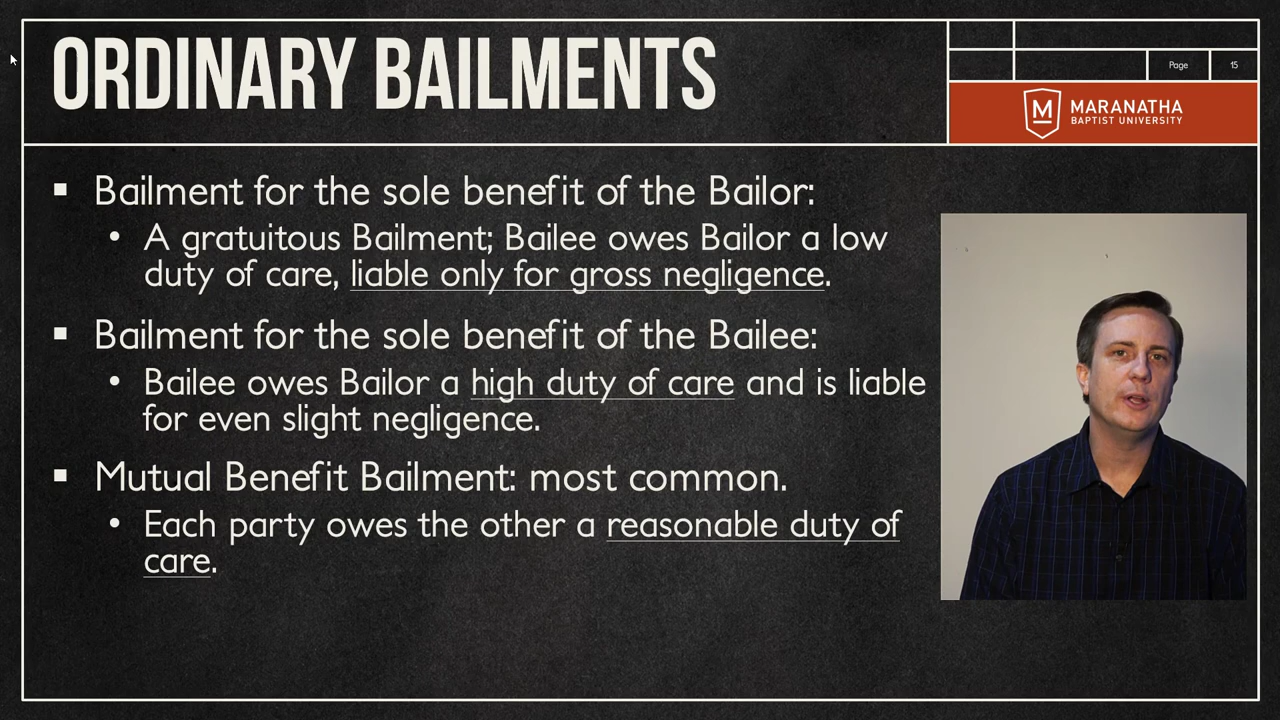 ORDINARY BAILMENTS
Page 15
MARANATHA
BAPTIST UNIVERSITY
▪ Bailment for the sole benefit of the Bailor:
• A gratuitous Bailment; Bailee owes Bailor a low
duty of care, liable only for gross negligence.
▪ Bailment for the sole benefit of the Bailee:
• Bailee owes Bailor a high duty of care and is liable
for even slight negligence.
▪ Mutual Benefit Bailment: most common.
• Each party owes the other a reasonable duty of
care.